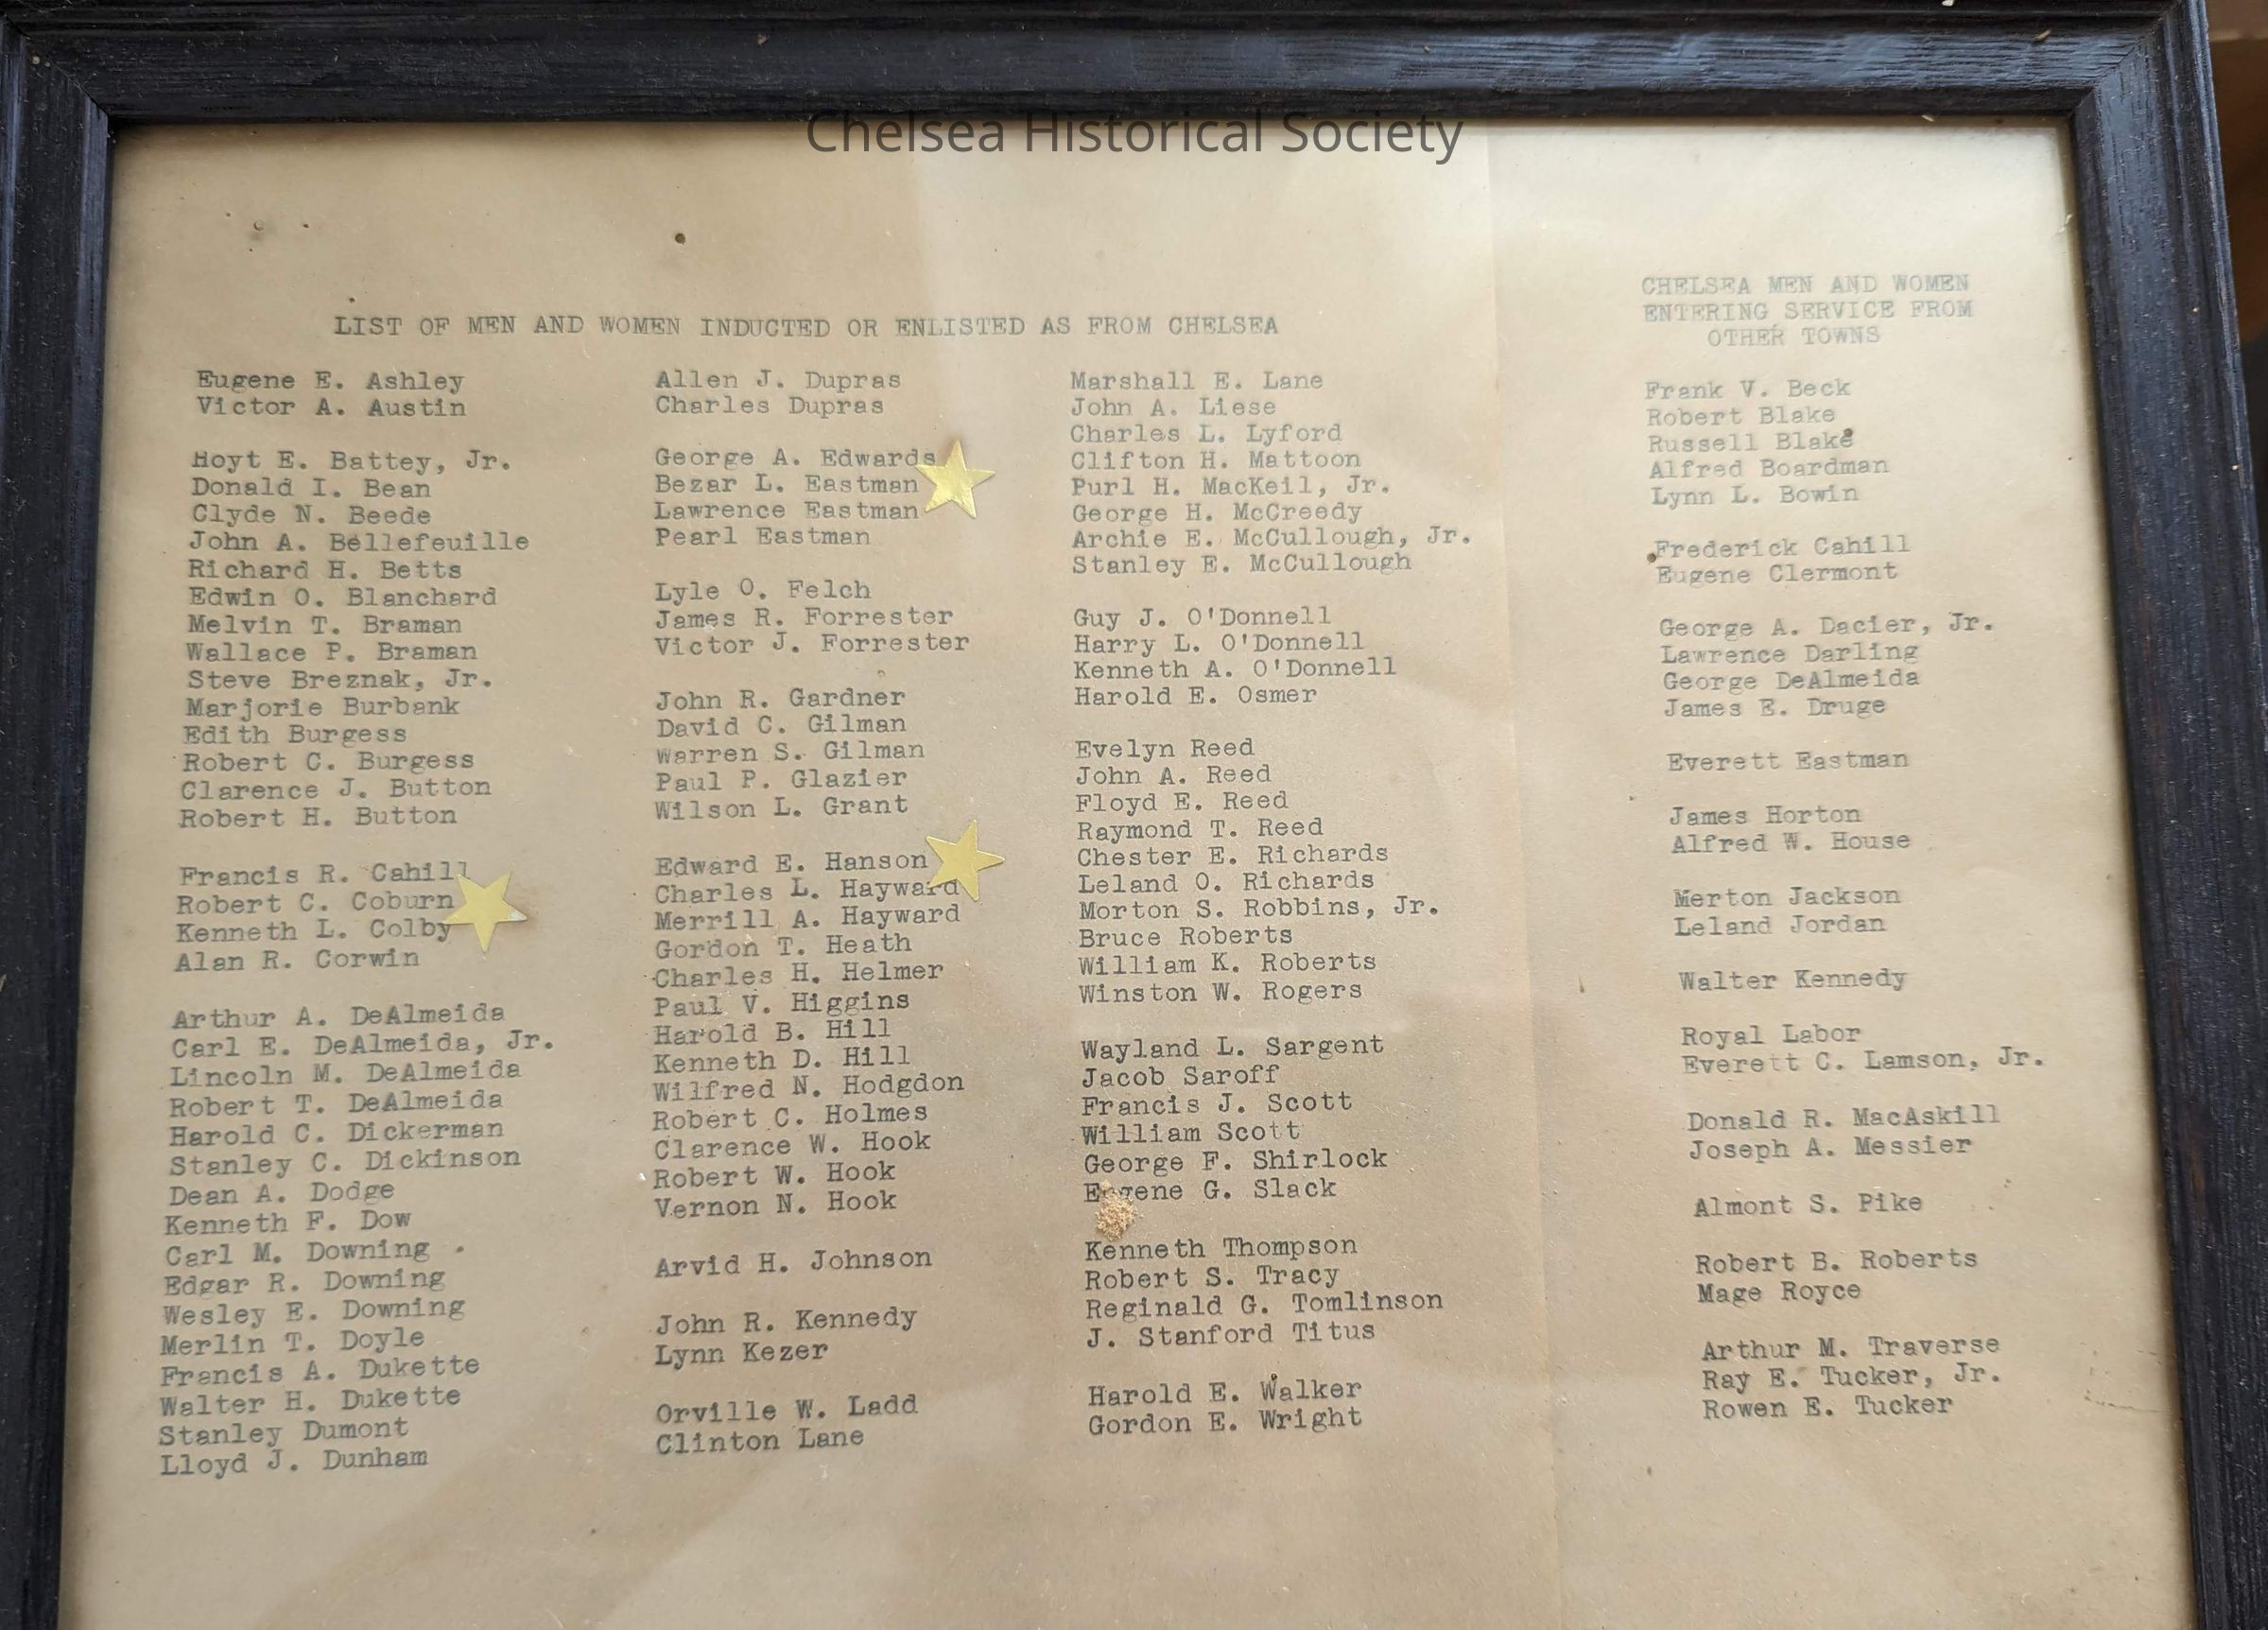 Chelsea Historical Society
LIST OF MEN AND WOMEN INDUCTED OR ENLISTED AS FROM CHELSEA
Eugene E. Ashley
Victor A. Austin
Hoyt E. Battey, Jr.
Donald I. Bean
Clyde N. Beede
John A. Bellefeuille
Richard H. Betts
Edwin O. Blanchard
Melvin T. Braman
Wallace P. Braman
Steve Breznak, Jr.
Marjorie Burbank
Edith Burgess
Robert C. Burgess
Clarence J. Button
Robert H. Button
Francis R. Cahill
Robert C. Coburn
Kenneth L. Colby
Alan R. Corwin
Arthur A. DeAlmeida
Carl E. DeAlmeida, Jr.
Lincoln M. DeAlmeida
Robert T. DeAlmeida
Harold C. Dickerman
Stanley C. Dickinson
Dean A. Dodge
Kenneth F. Dow
Carl M. Downing
Edgar R. Downing
Wesley E. Downing
Merlin T. Doyle
Francis A. Dukette
Walter H. Dukette
Stanley Dumont
Lloyd J. Dunham
Allen J. Dupras
Charles Dupras
George A. Edwards
Bezar L. Eastman
Lawrence Eastman
Pearl Eastman
Lyle O. Felch
James R. Forrester
Victor J. Forrester
John R. Gardner
David C. Gilman
Warren S. Gilman
Paul P. Glazier
Wilson L. Grant
Edward E. Hanson
Charles L. Hayward
Merrill A. Hayward
Gordon T. Heath
Charles H. Helmer
Paul V. Higgins
Harold B. Hill
Kenneth D. Hill
Wilfred N. Hodgdon
Robert C. Holmes
Clarence W. Hook
Robert W. Hook
Vernon N. Hook
Arvid H. Johnson
John R. Kennedy
Lynn Kezer
Orville W. Ladd
Clinton Lane
Marshall E. Lane
John A. Liese
Charles L. Lyford
Clifton H. Mattoon
Purl H. MacKeil, Jr.
George H. McCreedy
Archie E. McCullough, Jr.
Stanley E. McCullough
Guy J. O'Donnell
Harry L. O'Donnell
Kenneth A. O'Donnell
Harold E. Osmer
Evelyn Reed
John A. Reed
Floyd E. Reed
Raymond T. Reed
Chester E. Richards
Leland O. Richards
Morton S. Robbins, Jr.
Bruce Roberts
William K. Roberts
Winston W. Rogers
Wayland L. Sargent
Jacob Saroff
Francis J. Scott
William Scott
George F. Shirlock
Eugene G. Slack
Kenneth Thompson
Robert S. Tracy
Reginald G. Tomlinson
J. Stanford Titus
Harold E. Walker
Gordon E. Wright
CHELSEA MEN AND WOMEN
ENTERING SERVICE FROM
OTHER TOWNS
Frank V. Beck
Robert Blake
Russell Blake
Alfred Boardman
Lynn L. Bowin
Frederick Cahill
Eugene Clermont
George A. Dacier, Jr.
Lawrence Darling
George DeAlmeida
James E. Druge
Everett Eastman
James Horton
Alfred W. House
Merton Jackson
Leland Jordan
Walter Kennedy
Royal Labor
Everett C. Lamson, Jr.
Donald R. MacAskill
Joseph A. Messier
Almont S. Pike
Robert B. Roberts
Mage Royce
Arthur M. Traverse
Ray E. Tucker, Jr.
Rowen E. Tucker